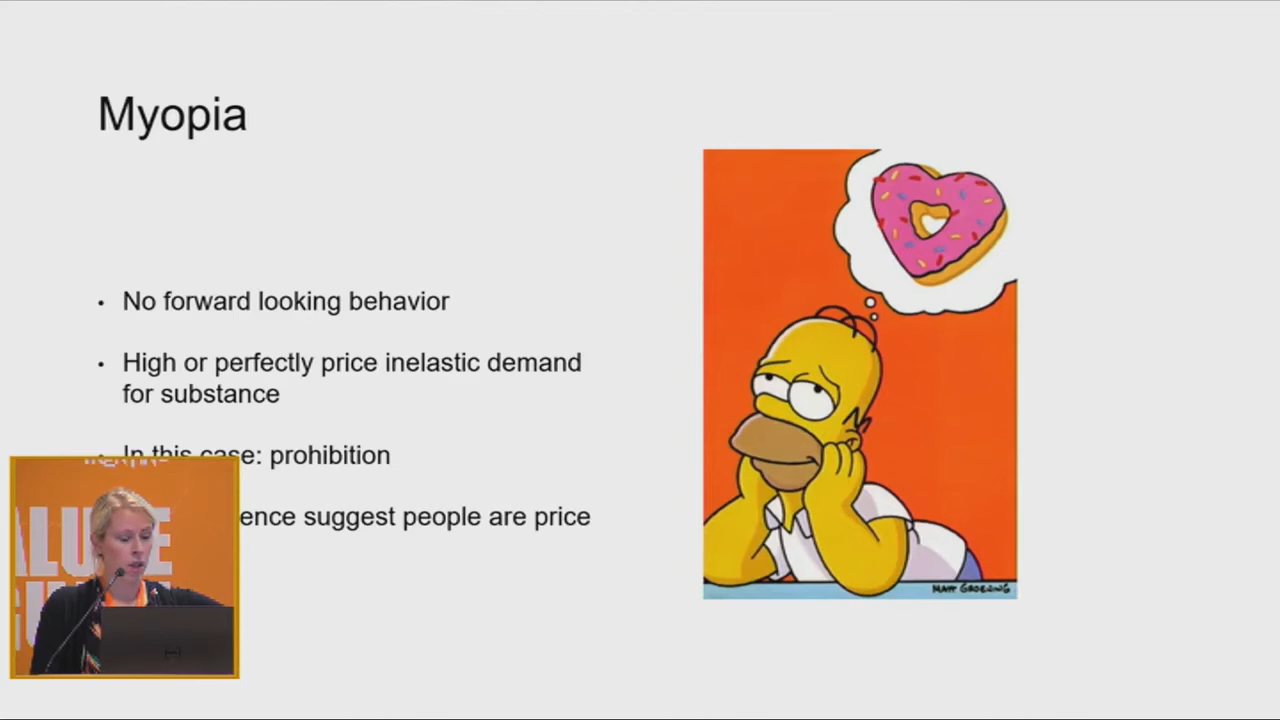 Myopia
• No forward looking behavior
• High or perfectly price inelastic demand
for substance
• In this case: prohibition
ence suggest people are price
MATT GROENING
ALUE